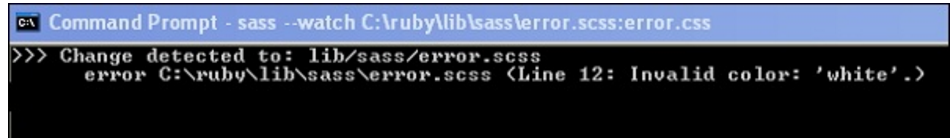 C:\ Command Prompt - sass --watch C:\ruby\lib\sass\error.scss:error.css
>>> Change detected to: lib/sass/error.scss
error C:\ruby\lib\sass\error.scss (Line 12: Invalid color: 'white'.)